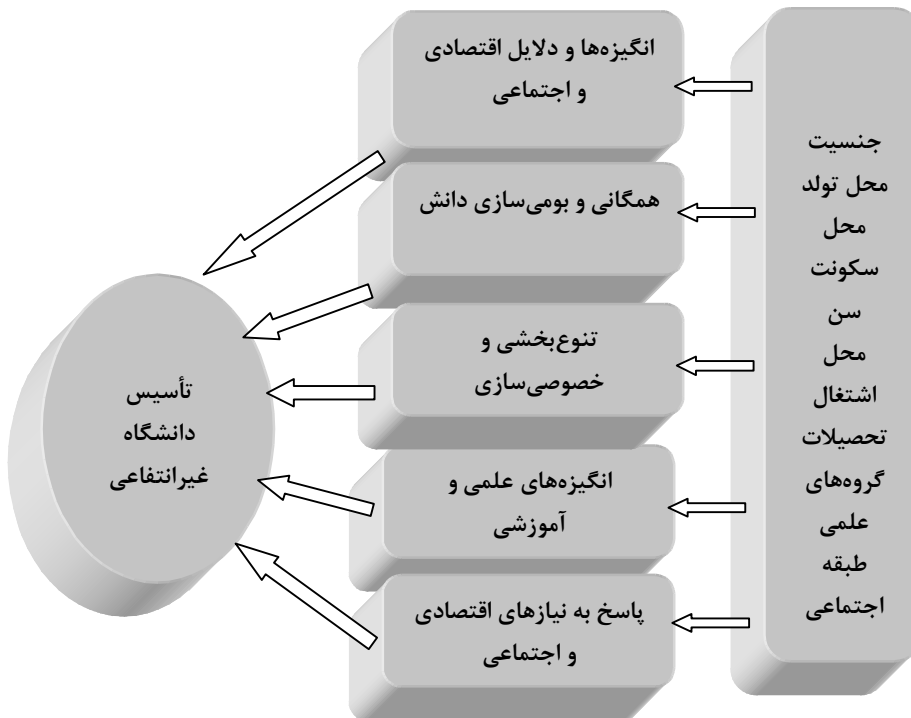 جنسیت
محل تولد
محل
سکونت
سن
محل
اشتغال
تحصیلات
گروه‌های
علمی
طبقه
اجتماعی
انگیزه‌ها و دلایل اقتصادی
و اجتماعی
همگانی و بومی‌سازی دانش
تنوع‌بخشی و
خصوصی‌سازی
انگیزه‌های علمی و
آموزشی
پاسخ به نیازهای اقتصادی
و اجتماعی
تأسیس
دانشگاه
غیرانتفاعی